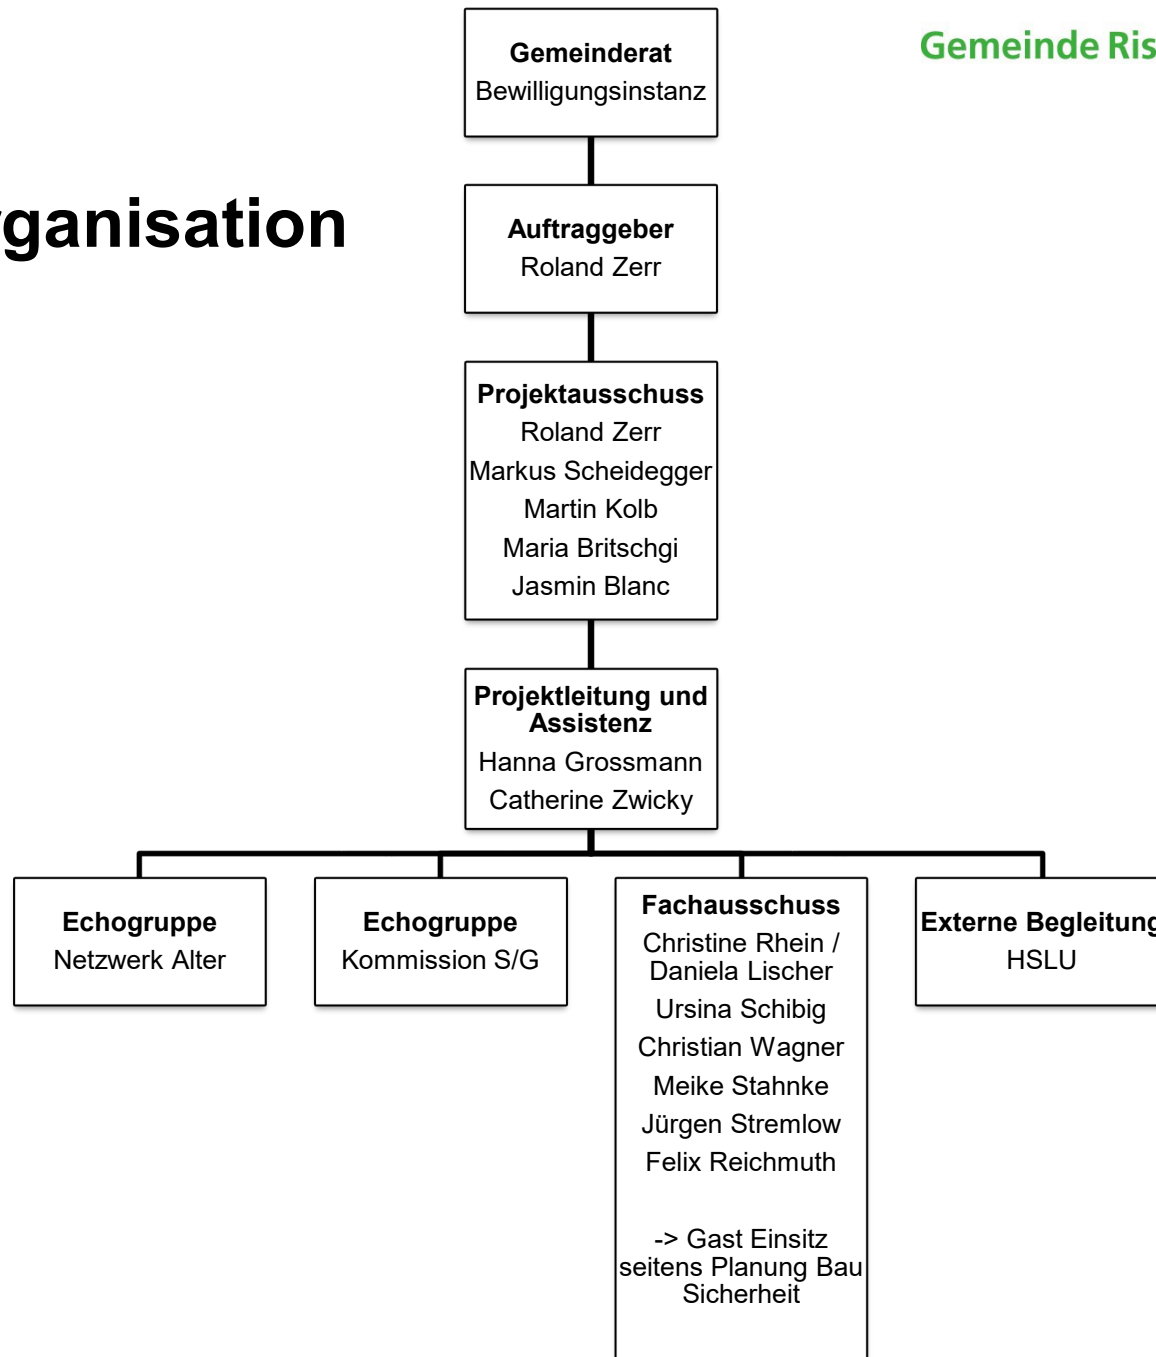 Gemeinderat
Bewilligungsinstanz
Gemeinde Ris
rganisation
Auftraggeber
Roland Zerr
Projektausschuss
Roland Zerr
Markus Scheidegger
Martin Kolb
Maria Britschgi
Jasmin Blanc
Projektleitung und
Assistenz
Hanna Grossmann
Catherine Zwicky
Echogruppe
Netzwerk Alter
Echogruppe
Kommission S/G
Fachausschuss
Christine Rhein /
Daniela Lischer
Ursina Schibig
Christian Wagner
Meike Stahnke
Jürgen Stremlow
Felix Reichmuth
-> Gast Einsitz
seitens Planung Bau
Sicherheit
Externe Begleitung
HSLU